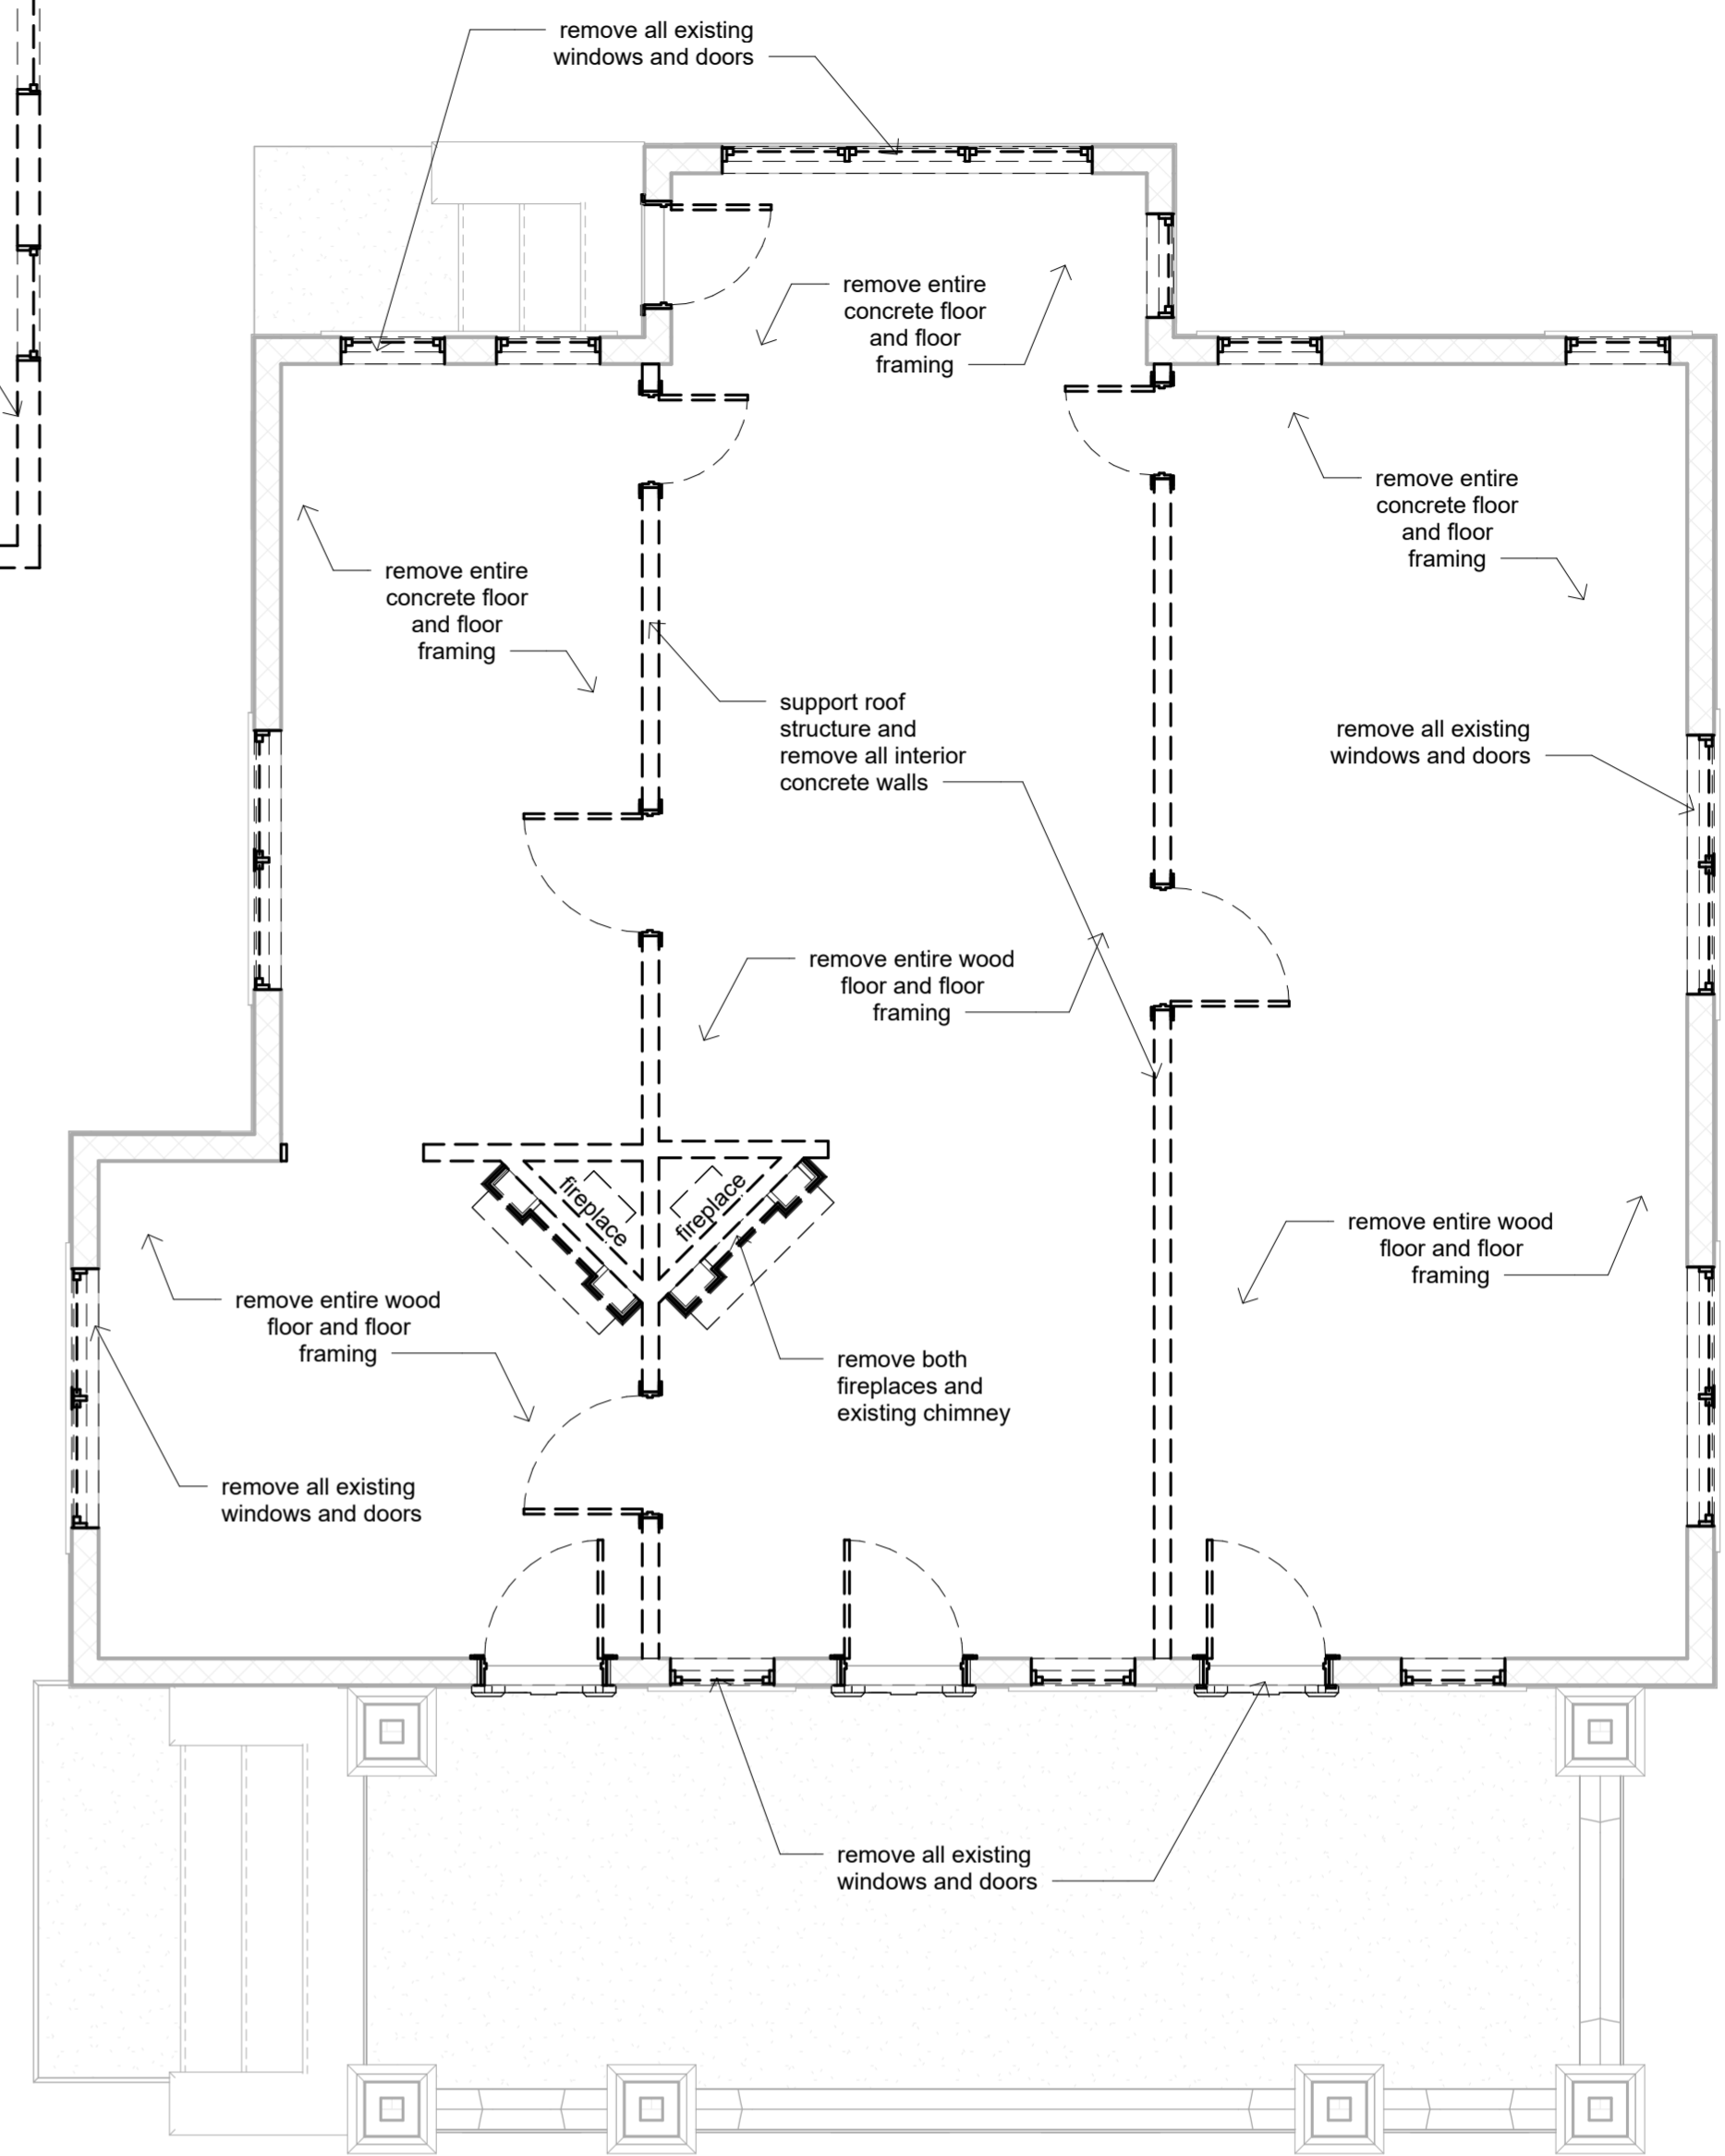 remove all existing
windows and doors
remove entire
concrete floor
and floor
framing
remove entire
concrete floor
and floor
framing
remove entire
concrete floor
and floor
framing
support roof
structure and
remove all interior
concrete walls
remove all existing
windows and doors
remove entire wood
floor and floor
framing
fireplace
fireplace
remove entire wood
floor and floor
framing
remove entire wood
floor and floor
framing
remove both
fireplaces and
existing chimney
remove all existing
windows and doors
remove all existing
windows and doors